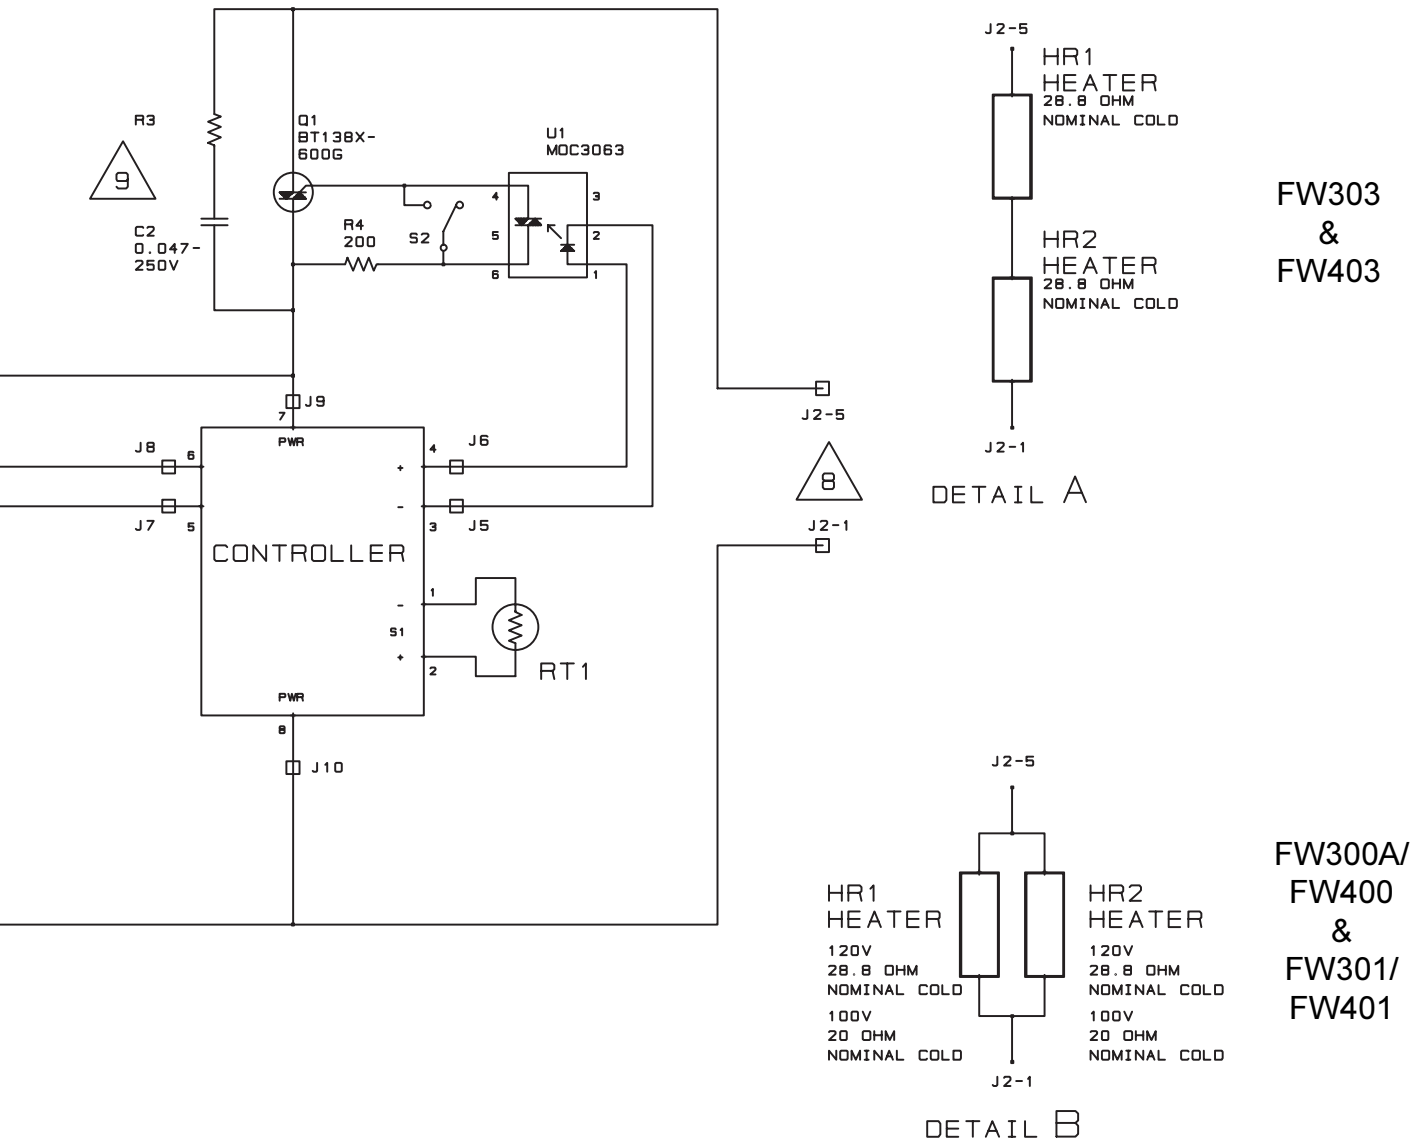 R3
9
C2
0.047-
250V
Q1
BT138X-
600G
R4
200
S2
U1
MOC3063
4
5
6
3
2
1
J9
7
PWR
J8
6
J7
5
4
+
J6
-
3
J5
CONTROLLER
1
-
S1
+
2
RT1
PWR
8
J10
J2-5
8
J2-1
J2-5
HR1
HEATER
28.8 OHM
NOMINAL COLD
HR2
HEATER
28.8 OHM
NOMINAL COLD
J2-1
DETAIL A
FW303
&
FW403
J2-5
HR1
HEATER
120V
28.8 OHM
NOMINAL COLD
100V
20 OHM
NOMINAL COLD
HR2
HEATER
120V
28.8 OHM
NOMINAL COLD
100V
20 OHM
NOMINAL COLD
J2-1
DETAIL B
FW300A/
FW400
&
FW301/
FW401